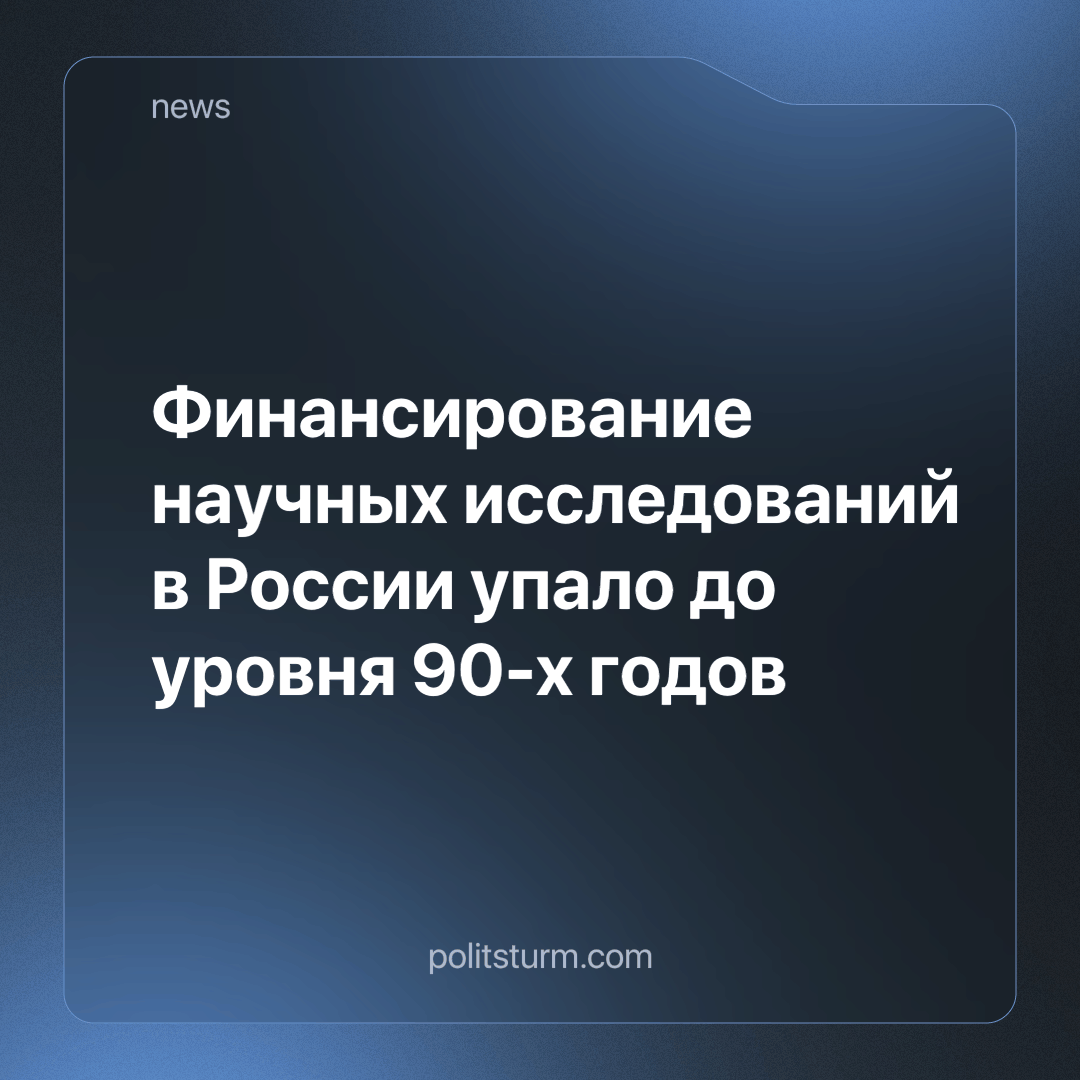 news
Финансирование
научных исследований
в России упало до
уровня 90-х годов
politsturm.com